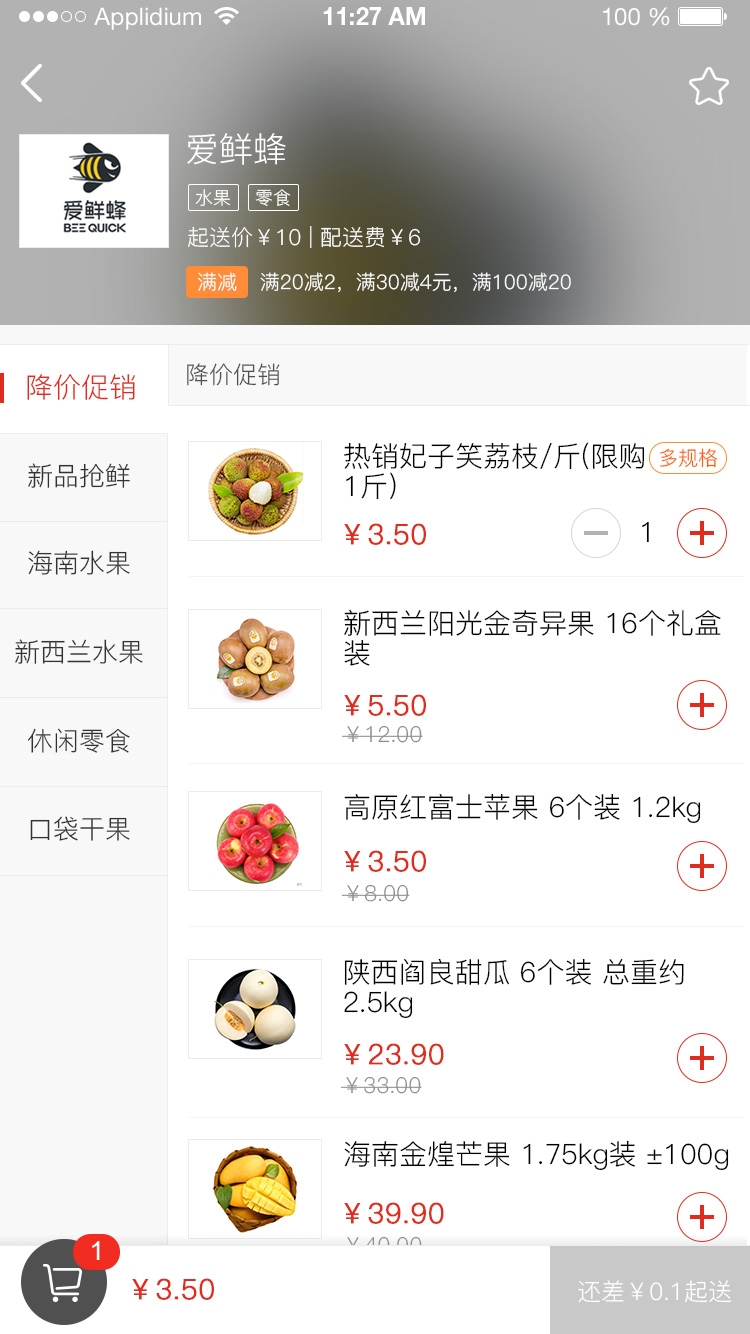 Applidium 11:27 AM 100 %
爱鲜蜂
爱鲜蜂
BEE QUICK
水果 零食
起送价￥10 | 配送费￥6
满减 满20减2，满30减4元，满100减20
降价促销
新品抢鲜
海南水果
新西兰水果
休闲零食
口袋干果
降价促销
热销妃子笑荔枝/斤(限购
1斤)
多规格
￥3.50
1
新西兰阳光金奇异果 16个礼盒
装
￥5.50
￥12.00
高原红富士苹果 6个装 1.2kg
￥3.50
￥8.00
陕西阎良甜瓜 6个装 总重约
2.5kg
￥23.90
￥33.00
海南金煌芒果 1.75kg装 ±100g
￥39.90
￥40.00
1
￥3.50
还差￥0.1起送